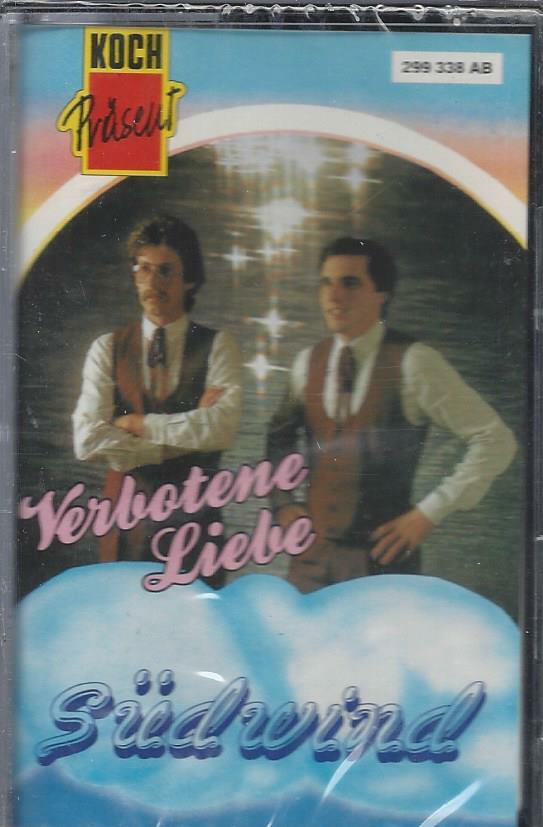 KOCH
Präsent
299 338 AB
Verbotene
Liebe
Südwind